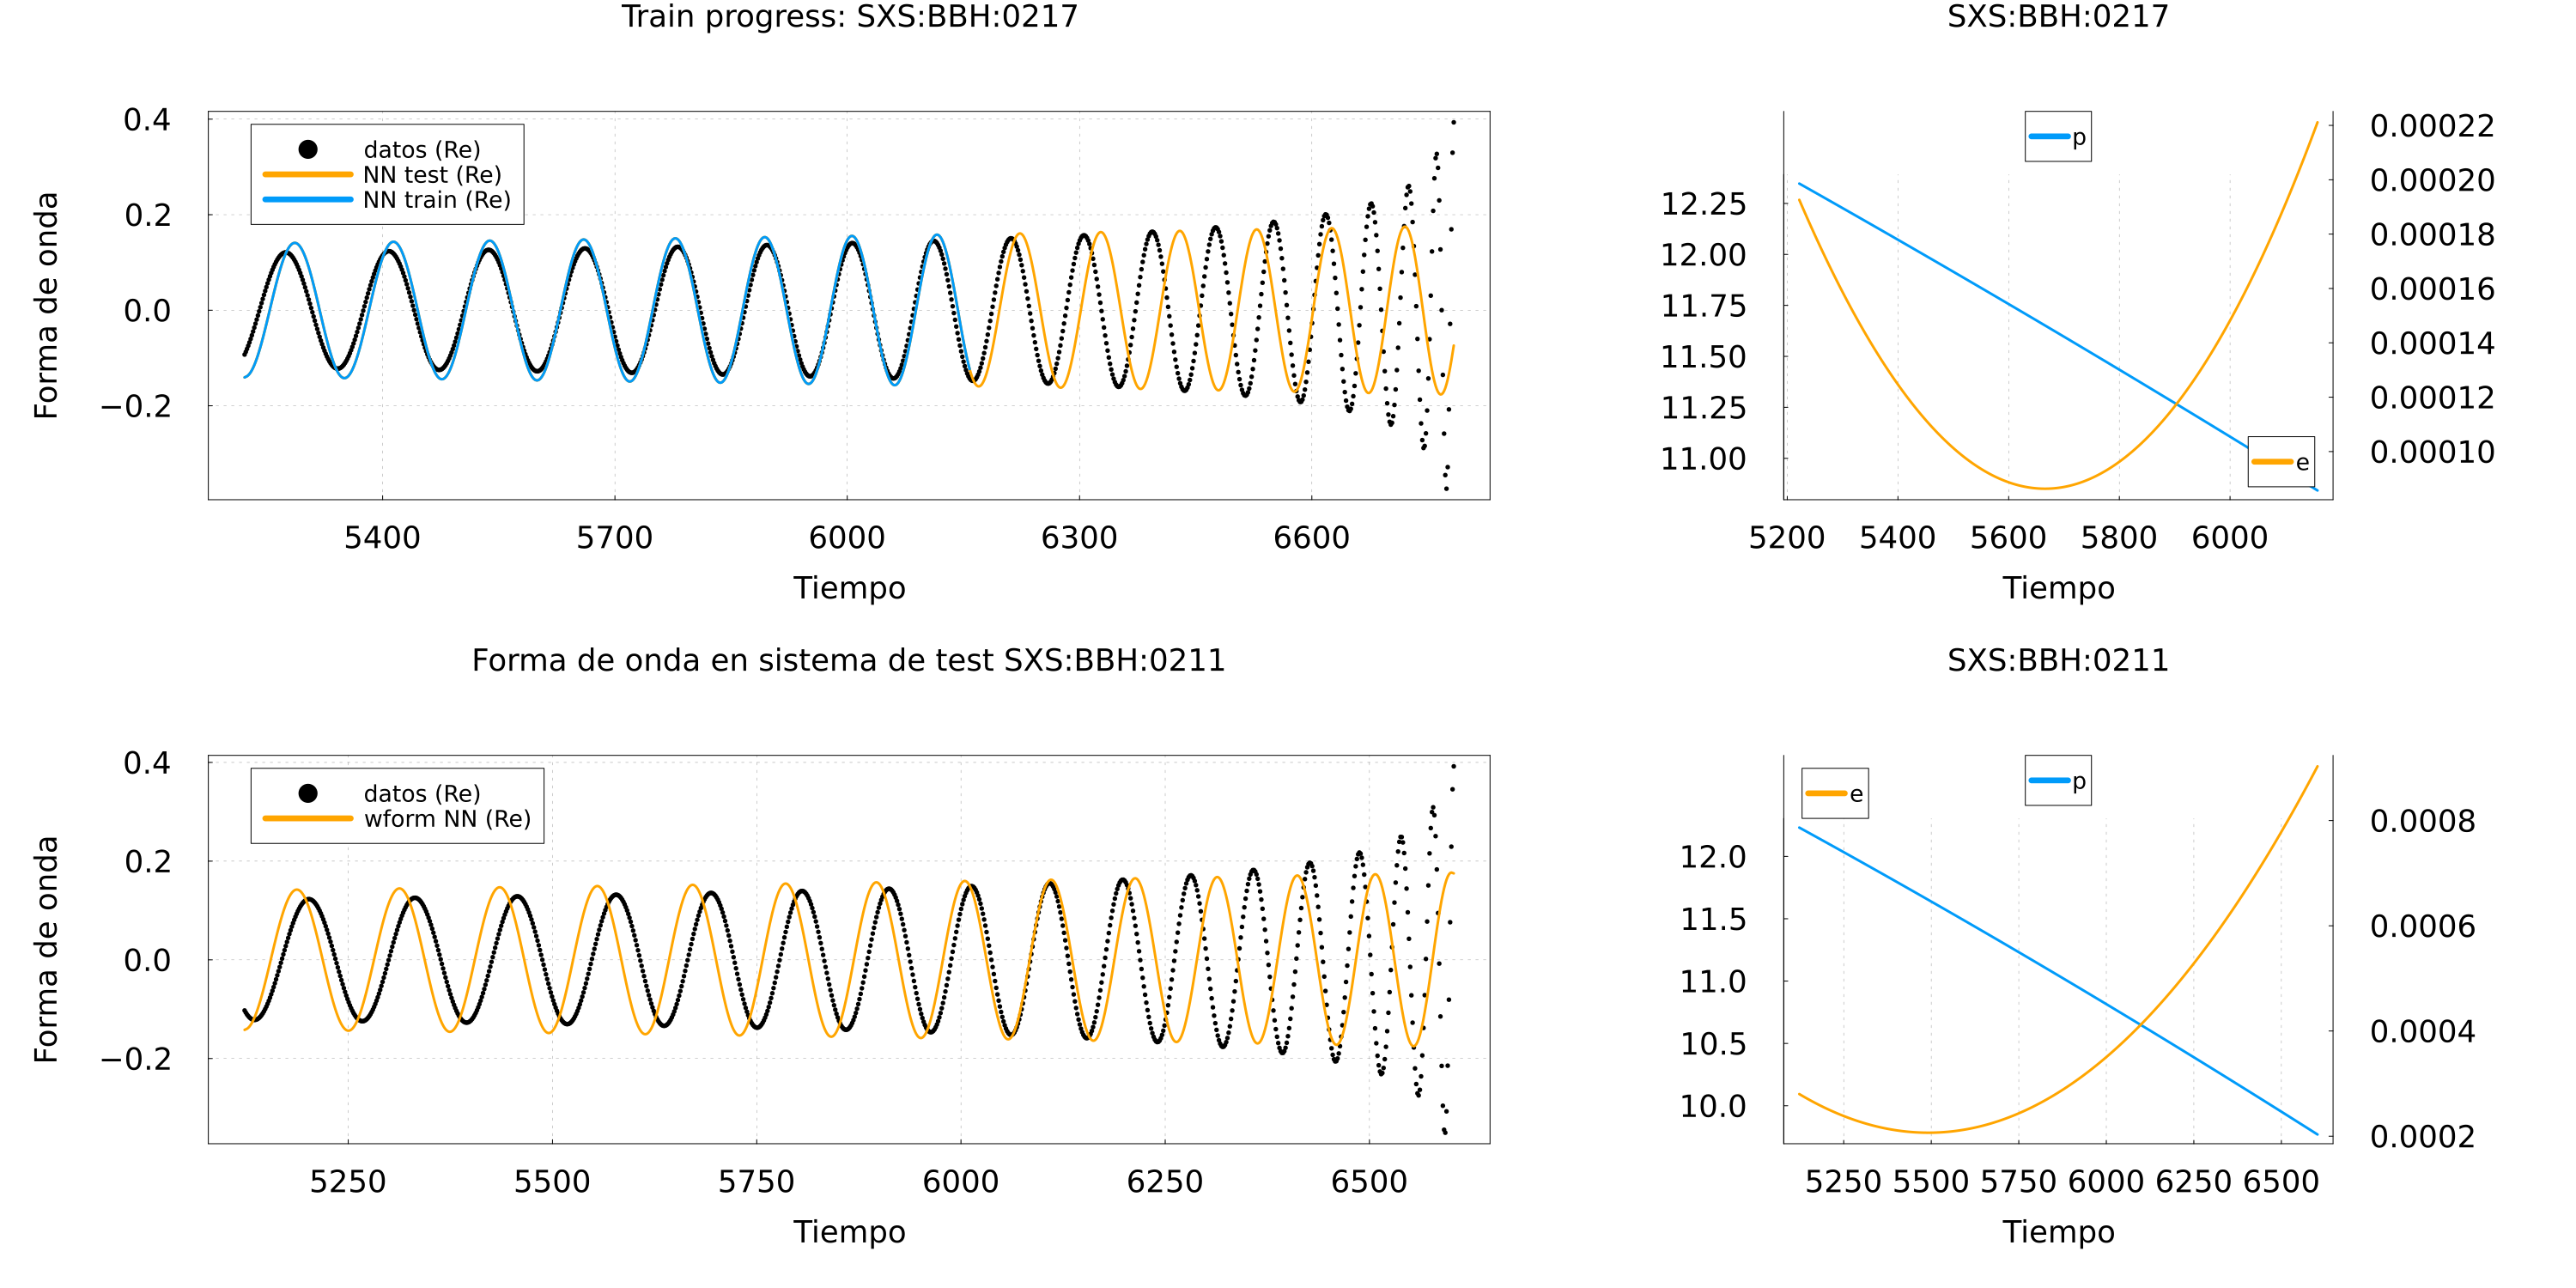 Train progress: SXS:BBH:0217
0.4
0.2
0.0
−0.2
Forma de onda
datos (Re)
NN test (Re)
NN train (Re)
5400 5700 6000 6300 6600
Tiempo
SXS:BBH:0217
12.25
12.00
11.75
11.50
11.25
11.00
p
e
0.00022
0.00020
0.00018
0.00016
0.00014
0.00012
0.00010
5200 5400 5600 5800 6000
Tiempo
Forma de onda en sistema de test SXS:BBH:0211
0.4
0.2
0.0
−0.2
Forma de onda
datos (Re)
wform NN (Re)
5250 5500 5750 6000 6250 6500
Tiempo
SXS:BBH:0211
12.0
11.5
11.0
10.5
10.0
e
p
0.0008
0.0006
0.0004
0.0002
5250 5500 5750 6000 6250 6500
Tiempo